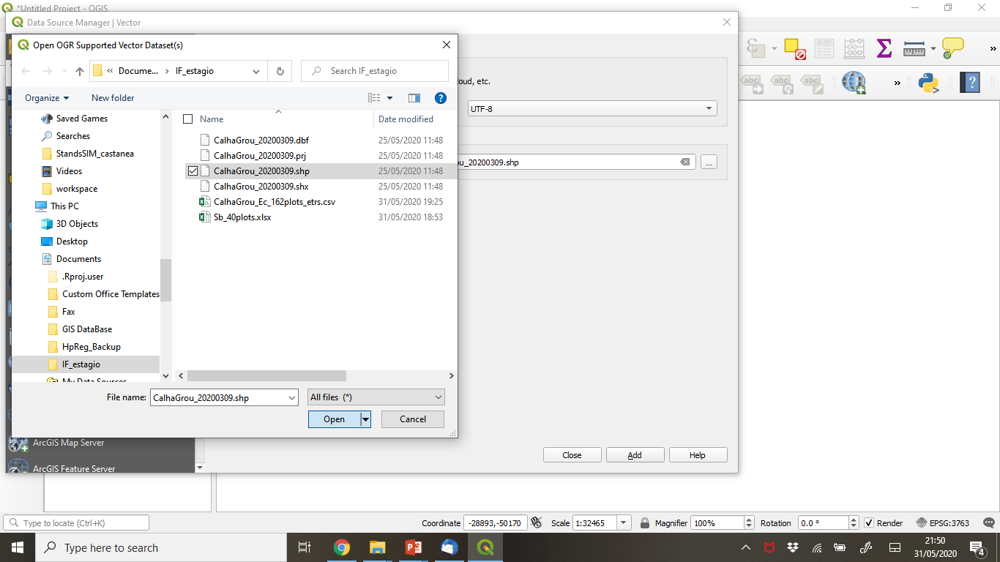 *Untitled Project - QGIS
Data Source Manager | Vector
Open OGR Supported Vector Dataset(s)
« Docume... › IF_estagio
Search IF_estagio
Organize
New folder
Saved Games
Searches
StandsSIM_castanea
Videos
workspace
This PC
3D Objects
Desktop
Documents
.Rproj.user
Custom Office Templates
Fax
GIS DataBase
HpReg_Backup
IF_estagio
My Data Sources
Name Date modified
CalhaGrou_20200309.dbf 25/05/2020 11:48
CalhaGrou_20200309.prj 25/05/2020 11:48
CalhaGrou_20200309.shp 25/05/2020 11:48
CalhaGrou_20200309.shx 25/05/2020 11:48
CalhaGrou_Ec_162plots_etrs.csv 31/05/2020 19:25
Sb_40plots.xlsx 31/05/2020 18:53
File name: CalhaGrou_20200309.shp
All files (*)
Open
Cancel
loud, etc.
UTF-8
ou_20200309.shp
...
abc abc abc
ArcGIS Map Server
ArcGIS Feature Server
Close
Add
Help
Type to locate (Ctrl+K)
Coordinate -28893,-50170
Scale 1:32465
Magnifier 100%
Rotation 0.0 °
Render
EPSG:3763
Type here to search
21:50
31/05/2020
4